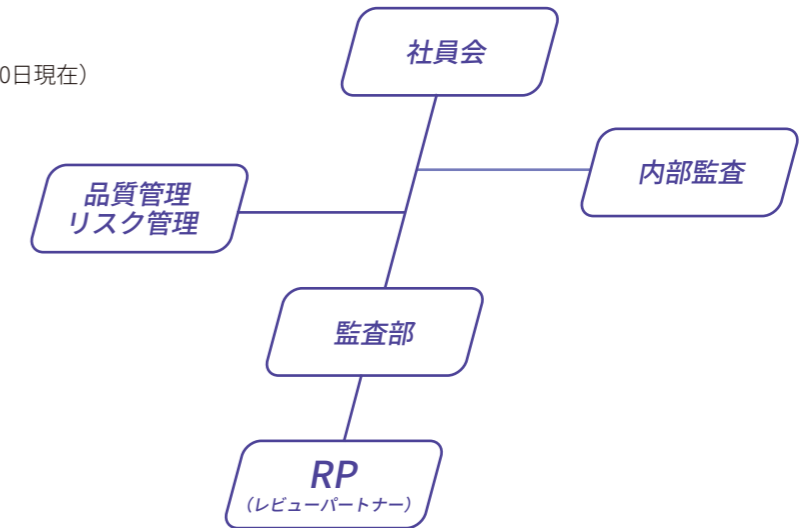 社員会
0日現在）
内部監査
品質管理
リスク管理
監査部
RP
（レビューパートナー）